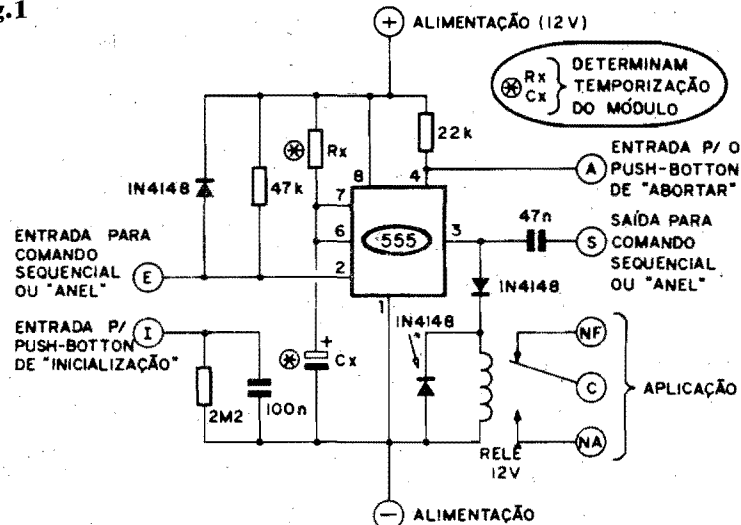 g.1
+ ALIMENTAÇÃO (12 V)
Rx
Cx
DETERMINAM
TEMPORIZAÇÃO
DO MÓDULO
1N4148
47k
Rx
22k
8
4
7
6
2
3
1
555
ENTRADA P/ O
A PUSH-BOTTON
DE "ABORTAR"
47n
SAÍDA PARA
S COMANDO
SEQUENCIAL
OU "ANEL"
ENTRADA PARA
COMANDO
SEQUENCIAL
OU "ANEL" E
ENTRADA P/ I
PUSH-BOTTON
DE "INICIALIZAÇÃO"
2M2
100n
+
Cx
1N4148
1N4148
NF
C
NA
APLICAÇÃO
RELÉ
12V
− ALIMENTAÇÃO